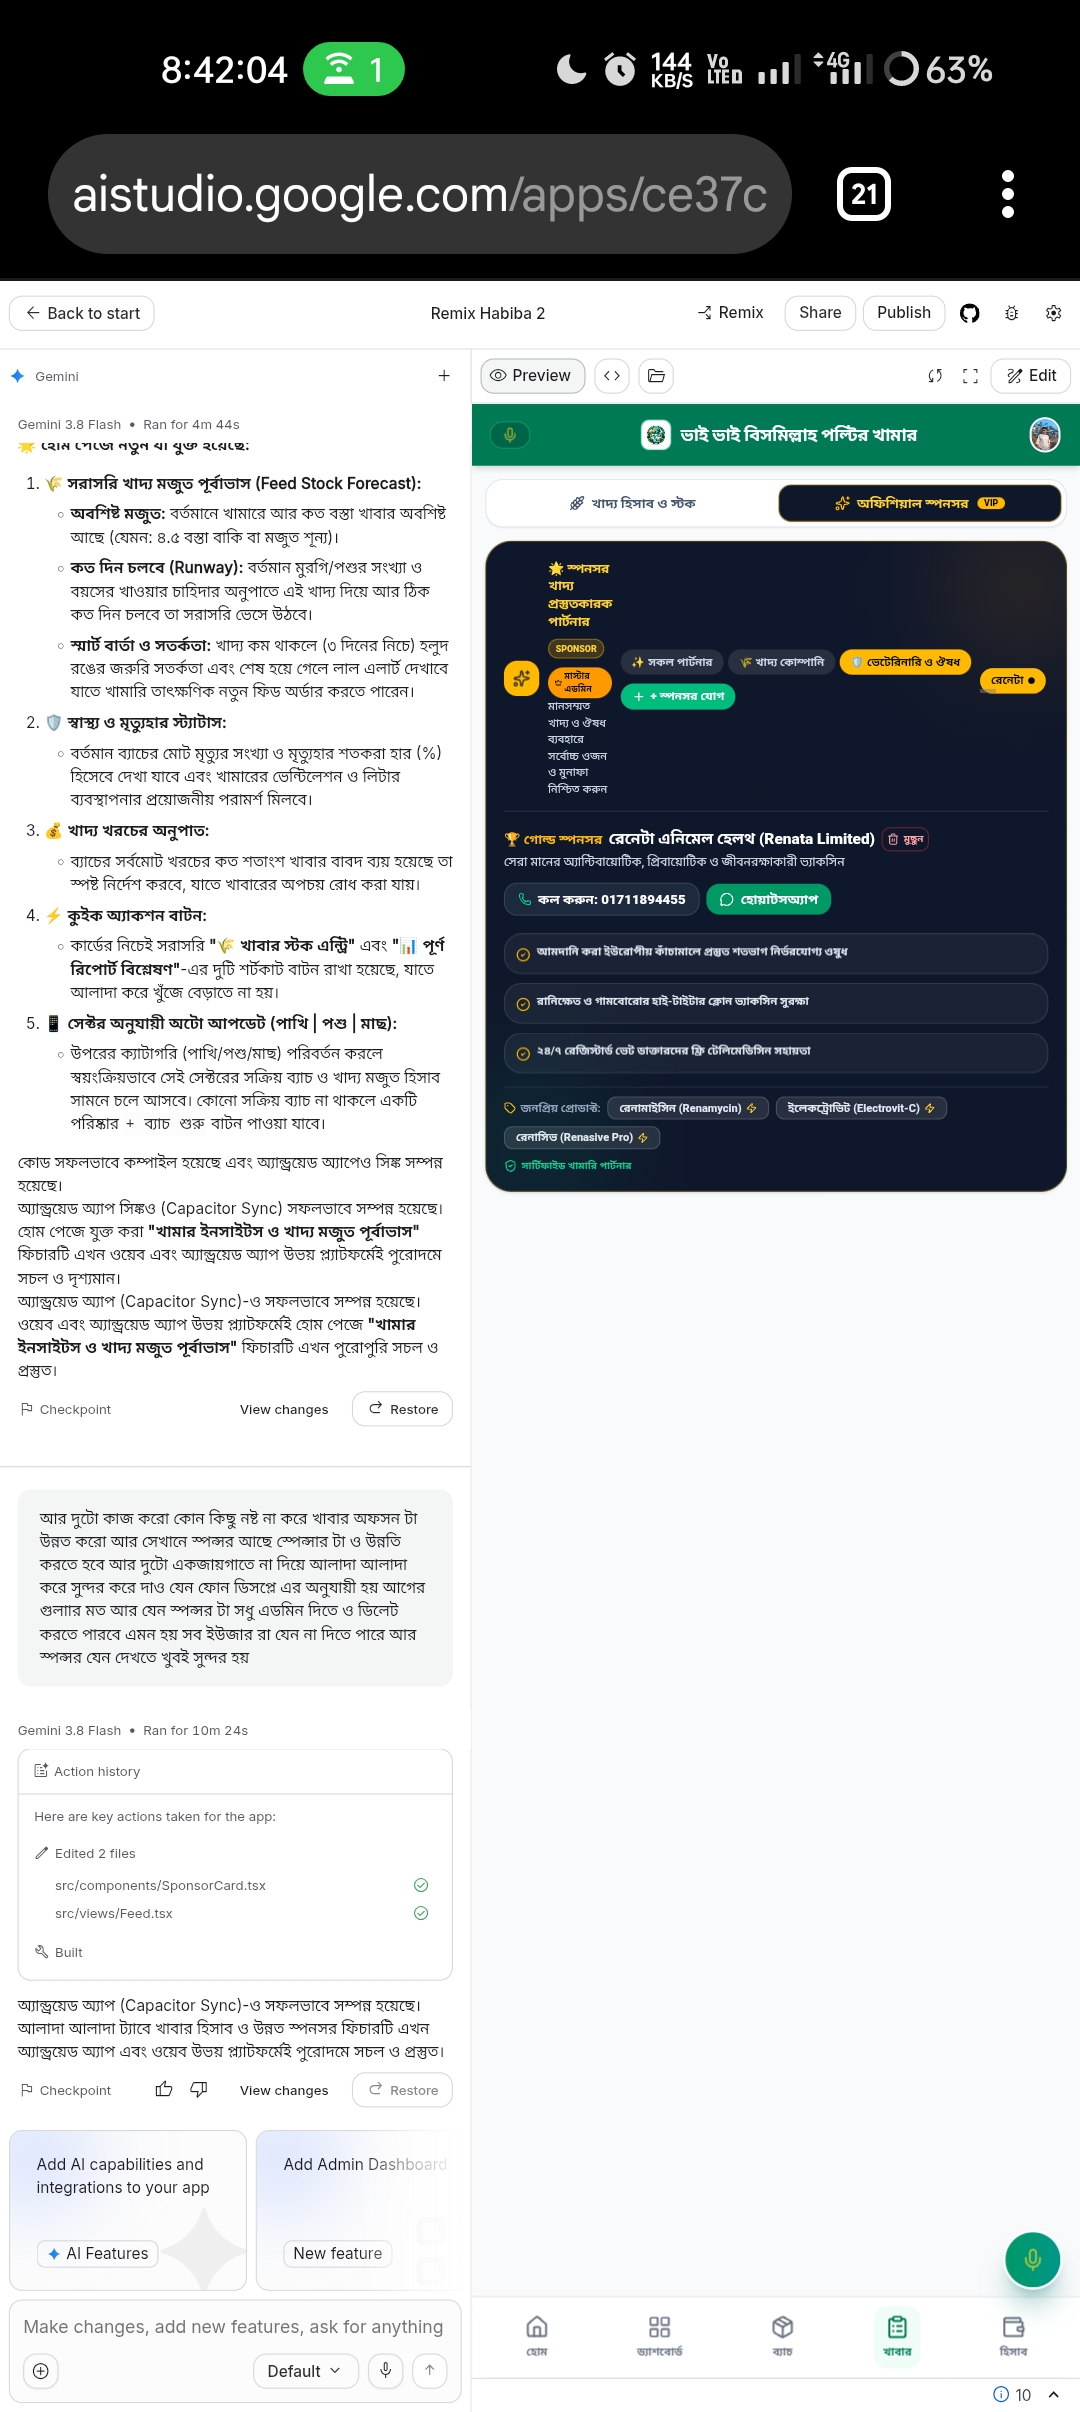 8:42:04
1
144
KB/S
Vo
LTED
4G
63%
aistudio.google.com/apps/ce37c
21
Back to start
Remix Habiba 2
Remix
Share
Publish
Gemini
Gemini 3.8 Flash • Ran for 4m 44s
🌟 হোম পেজে নতুন যা যুক্ত হয়েছে:
1. 🌾 সরাসরি খাদ্য মজুত পূর্বাভাস (Feed Stock Forecast):
অবশিষ্ট মজুত: বর্তমানে খামারে আর কত বস্তা খাবার অবশিষ্ট
আছে (যেমন: ৪.৫ বস্তা বাকি বা মজুত শূন্য)।
কত দিন চলবে (Runway): বর্তমান মুরগি/পশুর সংখ্যা ও
বয়সের খাওয়ার চাহিদার অনুপাতে এই খাদ্য দিয়ে আর ঠিক
কত দিন চলবে তা সরাসরি ভেসে উঠবে।
স্মার্ট বার্তা ও সতর্কতা: খাদ্য কম থাকলে (৩ দিনের নিচে) হলুদ
রঙের জরুরি সতর্কতা এবং শেষ হয়ে গেলে লাল এলার্ট দেখাবে
যাতে খামারি তাৎক্ষণিক নতুন ফিড অর্ডার করতে পারেন।
2. 🛡️ স্বাস্থ্য ও মৃত্যুহার স্ট্যাটাস:
বর্তমান ব্যাচের মোট মৃত্যুর সংখ্যা ও মৃত্যুহার শতকরা হার (%)
হিসেবে দেখা যাবে এবং খামারের ভেন্টিলেশন ও লিটার
ব্যবস্থাপনার প্রয়োজনীয় পরামর্শ মিলবে।
3. 💰 খাদ্য খরচের অনুপাত:
ব্যাচের সর্বমোট খরচের কত শতাংশ খাবার বাবদ ব্যয় হয়েছে তা
স্পষ্ট নির্দেশ করবে, যাতে খাবারের অপচয় রোধ করা যায়।
4. ⚡ কুইক অ্যাকশন বাটন:
কার্ডের নিচেই সরাসরি "🌾 খাবার স্টক এন্ট্রি" এবং "📊 পূর্ণ
রিপোর্ট বিশ্লেষণ"-এর দুটি শর্টকাট বাটন রাখা হয়েছে, যাতে
আলাদা করে খুঁজে বেড়াতে না হয়।
5. 📱 সেক্টর অনুযায়ী অটো আপডেট (পাখি | পশু | মাছ):
উপরের ক্যাটাগরি (পাখি/পশু/মাছ) পরিবর্তন করলে
স্বয়ংক্রিয়ভাবে সেই সেক্টরের সক্রিয় ব্যাচ ও খাদ্য মজুত হিসাব
সামনে চলে আসবে। কোনো সক্রিয় ব্যাচ না থাকলে একটি
পরিষ্কার + ব্যাচ শুরু বাটন পাওয়া যাবে।
কোড সফলভাবে কম্পাইল হয়েছে এবং অ্যান্ড্রয়েড অ্যাপেও সিঙ্ক সম্পন্ন
হয়েছে।
অ্যান্ড্রয়েড অ্যাপ সিঙ্কও (Capacitor Sync) সফলভাবে সম্পন্ন হয়েছে।
হোম পেজে যুক্ত করা "খামার ইনসাইটস ও খাদ্য মজুত পূর্বাভাস"
ফিচারটি এখন ওয়েব এবং অ্যান্ড্রয়েড অ্যাপ উভয় প্ল্যাটফর্মেই পুরোদমে
সচল ও দৃশ্যমান।
অ্যান্ড্রয়েড অ্যাপ (Capacitor Sync)-ও সফলভাবে সম্পন্ন হয়েছে।
ওয়েব এবং অ্যান্ড্রয়েড অ্যাপ উভয় প্ল্যাটফর্মেই হোম পেজে "খামার
ইনসাইটস ও খাদ্য মজুত পূর্বাভাস" ফিচারটি এখন পুরোপুরি সচল ও
প্রস্তুত।
Checkpoint
View changes
Restore
আর দুটো কাজ করো কোন কিছু নষ্ট না করে খাবার অফসন টা
উন্নত করো আর সেখানে স্পন্সর আছে স্পেন্সার টা ও উন্নতি
করতে হবে আর দুটো একজায়গাতে না দিয়ে আলাদা আলাদা
করে সুন্দর করে দাও যেন ফোন ডিসপ্লে এর অনুযায়ী হয় আগের
গুলাার মত আর যেন স্পন্সর টা সধু এডমিন দিতে ও ডিলেট
করতে পারবে এমন হয় সব ইউজার রা যেন না দিতে পারে আর
স্পন্সর যেন দেখতে খুবই সুন্দর হয়
Gemini 3.8 Flash • Ran for 10m 24s
Action history
Here are key actions taken for the app:
Edited 2 files
src/components/SponsorCard.tsx
src/views/Feed.tsx
Built
অ্যান্ড্রয়েড অ্যাপ (Capacitor Sync)-ও সফলভাবে সম্পন্ন হয়েছে।
আলাদা আলাদা ট্যাবে খাবার হিসাব ও উন্নত স্পনসর ফিচারটি এখন
অ্যান্ড্রয়েড অ্যাপ এবং ওয়েব উভয় প্ল্যাটফর্মেই পুরোদমে সচল ও প্রস্তুত।
Checkpoint
View changes
Restore
Add AI capabilities and
integrations to your app
AI Features
Add Admin Dashboard
New feature
Make changes, add new features, ask for anything
Default
Preview
Edit
ভাই ভাই বিসমিল্লাহ পল্টির খামার
খাদ্য হিসাব ও স্টক
অফিশিয়াল স্পনসর
VIP
🌟 স্পনসর
খাদ্য
প্রস্তুতকারক
পার্টনার
SPONSOR
মাস্টার
এডমিন
মানসম্মত
খাদ্য ও ঔষধ
ব্যবহারে
সর্বোচ্চ ওজন
ও মুনাফা
নিশ্চিত করুন
✨ সকল পার্টনার
🌾 খাদ্য কোম্পানি
🛡️ ভেটেরিনারি ও ঔষধ
+ + স্পনসর যোগ
রেনেটা
🏆 গোল্ড স্পনসর
রেনেটা এনিমেল হেলথ (Renata Limited)
মুছুন
সেরা মানের অ্যান্টিবায়োটিক, প্রিবায়োটিক ও জীবনরক্ষাকারী ভ্যাকসিন
কল করুন: 01711894455
হোয়াটসঅ্যাপ
আমদানি করা ইউরোপীয় কাঁচামালে প্রস্তুত শতভাগ নির্ভরযোগ্য ওষুধ
রানিক্ষেত ও গামবোরোর হাই-টাইটার ক্লোন ভ্যাকসিন সুরক্ষা
২৪/৭ রেজিস্টার্ড ভেট ডাক্তারদের ফ্রি টেলিমেডিসিন সহায়তা
জনপ্রিয় প্রোডাক্ট:
রেনামাইসিন (Renamycin)
ইলেকট্রোভিট (Electrovit-C)
রেনাসিভ (Renasive Pro)
সার্টিফাইড খামারি পার্টনার
হোম
ড্যাশবোর্ড
ব্যাচ
খাবার
হিসাব
10